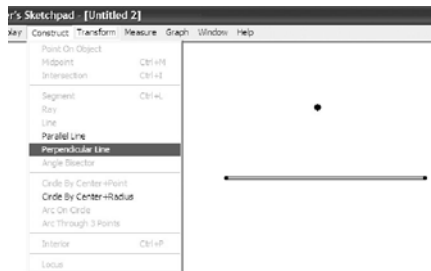 r's Sketchpad - [Untitled 2]
play Construct Transform Measure Graph Window Help
Point On Object
Midpoint Ctrl+M
Intersection Ctrl+I
Segment Ctrl+L
Ray
Line
Parallel Line
Perpendicular Line
Angle Bisector
Circle By Center+Point
Circle By Center+Radius
Arc On Circle
Arc Through 3 Points
Interior Ctrl+P
Locus